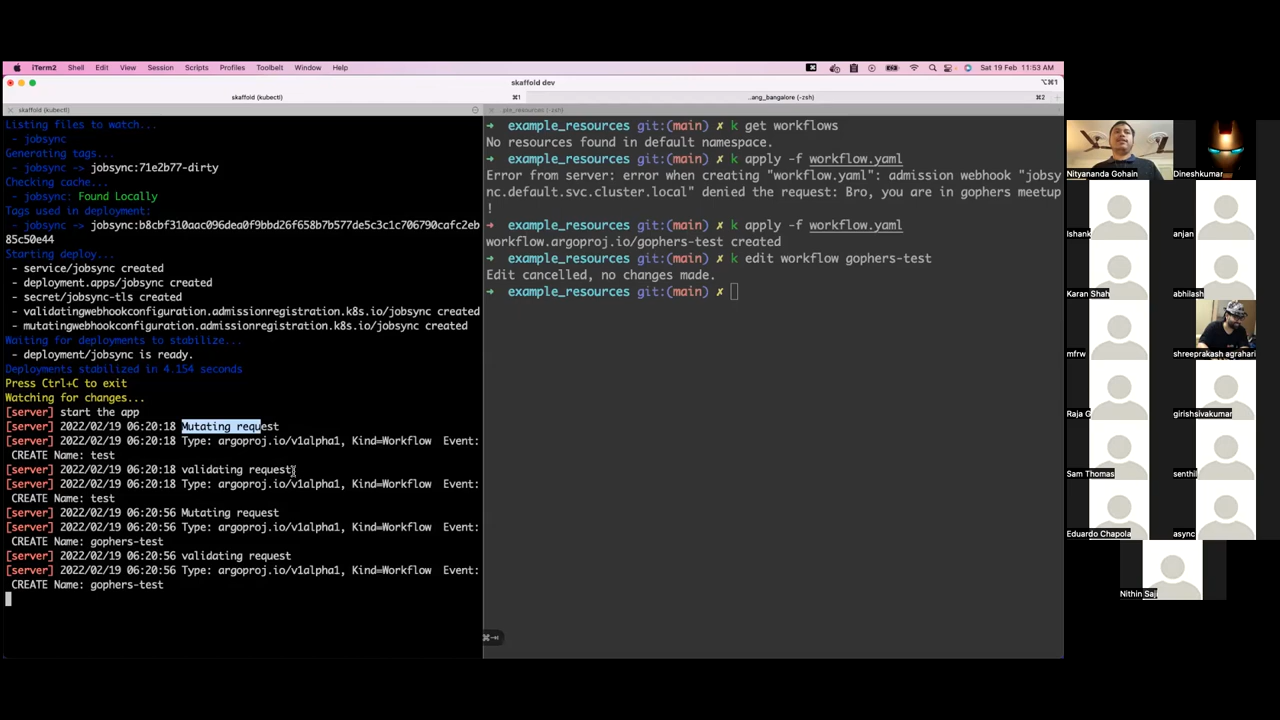 iTerm2 Shell Edit View Session Scripts Profiles Toolbelt Window Help Sat 19 Feb 11:53 AM
skaffold dev ⌥⌘1
skaffold (kubectl) ⌘1 ..ang_bangalore (-zsh) ⌘2
skaffold (kubectl)
Listing files to watch...
- jobsync
Generating tags...
- jobsync -> jobsync:71e2b77-dirty
Checking cache...
- jobsync: Found Locally
Tags used in deployment:
- jobsync -> jobsync:b8cbf310aac096dea0f9bbd26f658b7b577de5c3c1c706790cafc2eb
85c50e44
Starting deploy...
- service/jobsync created
- deployment.apps/jobsync created
- secret/jobsync-tls created
- validatingwebhookconfiguration.admissionregistration.k8s.io/jobsync created
- mutatingwebhookconfiguration.admissionregistration.k8s.io/jobsync created
Waiting for deployments to stabilize...
- deployment/jobsync is ready.
Deployments stabilized in 4.154 seconds
Press Ctrl+C to exit
Watching for changes...
[server] start the app
[server] 2022/02/19 06:20:18 Mutating request
[server] 2022/02/19 06:20:18 Type: argoproj.io/v1alpha1, Kind=Workflow Event:
CREATE Name: test
[server] 2022/02/19 06:20:18 validating request
[server] 2022/02/19 06:20:18 Type: argoproj.io/v1alpha1, Kind=Workflow Event:
CREATE Name: test
[server] 2022/02/19 06:20:56 Mutating request
[server] 2022/02/19 06:20:56 Type: argoproj.io/v1alpha1, Kind=Workflow Event:
CREATE Name: gophers-test
[server] 2022/02/19 06:20:56 validating request
[server] 2022/02/19 06:20:56 Type: argoproj.io/v1alpha1, Kind=Workflow Event:
CREATE Name: gophers-test
➜ example_resources git:(main) ✗ k get workflows
No resources found in default namespace.
➜ example_resources git:(main) ✗ k apply -f workflow.yaml
Error from server: error when creating "workflow.yaml": admission webhook "jobsy
nc.default.svc.cluster.local" denied the request: Bro, you are in gophers meetup
!
➜ example_resources git:(main) ✗ k apply -f workflow.yaml
workflow.argoproj.io/gophers-test created
➜ example_resources git:(main) ✗ k edit workflow gophers-test
Edit cancelled, no changes made.
➜ example_resources git:(main) ✗
Nityananda Gohain
Dineshkumar
Ishank
anjan
Karan Shah
abhilash
mfrw
shreeprakash agrahari
Raja G
girishsivakumar
Sam Thomas
senthil
Eduardo Chapola
async
Nithin Saji